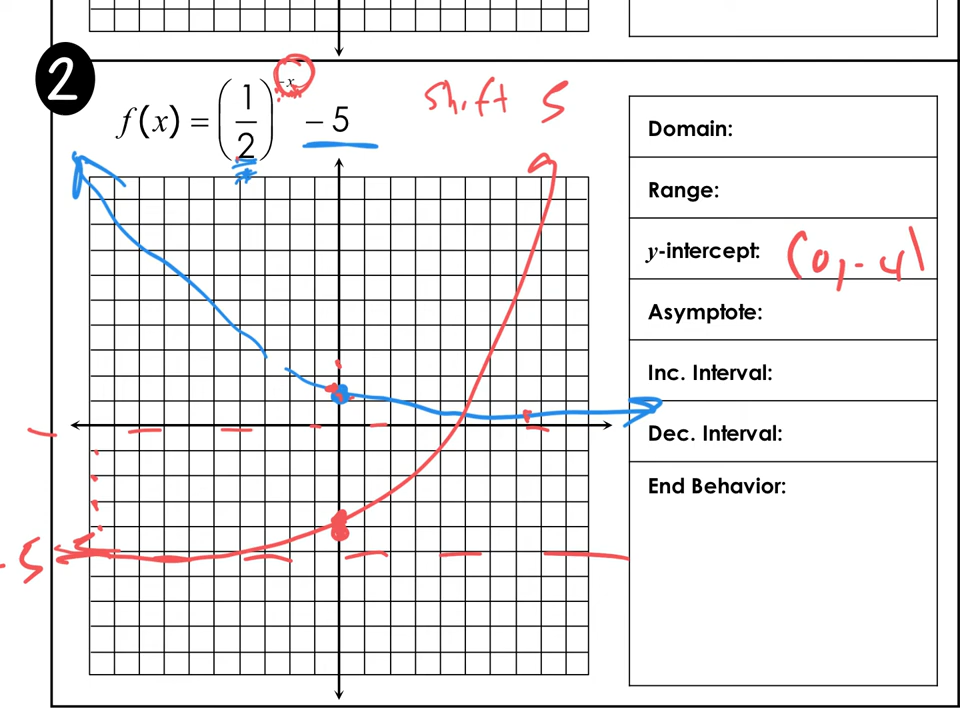 2
f(x) = (1/2)^{-x} - 5
shift 5
Domain:
Range:
y-intercept: (0, -4)
Asymptote:
Inc. Interval:
Dec. Interval:
End Behavior:
-5